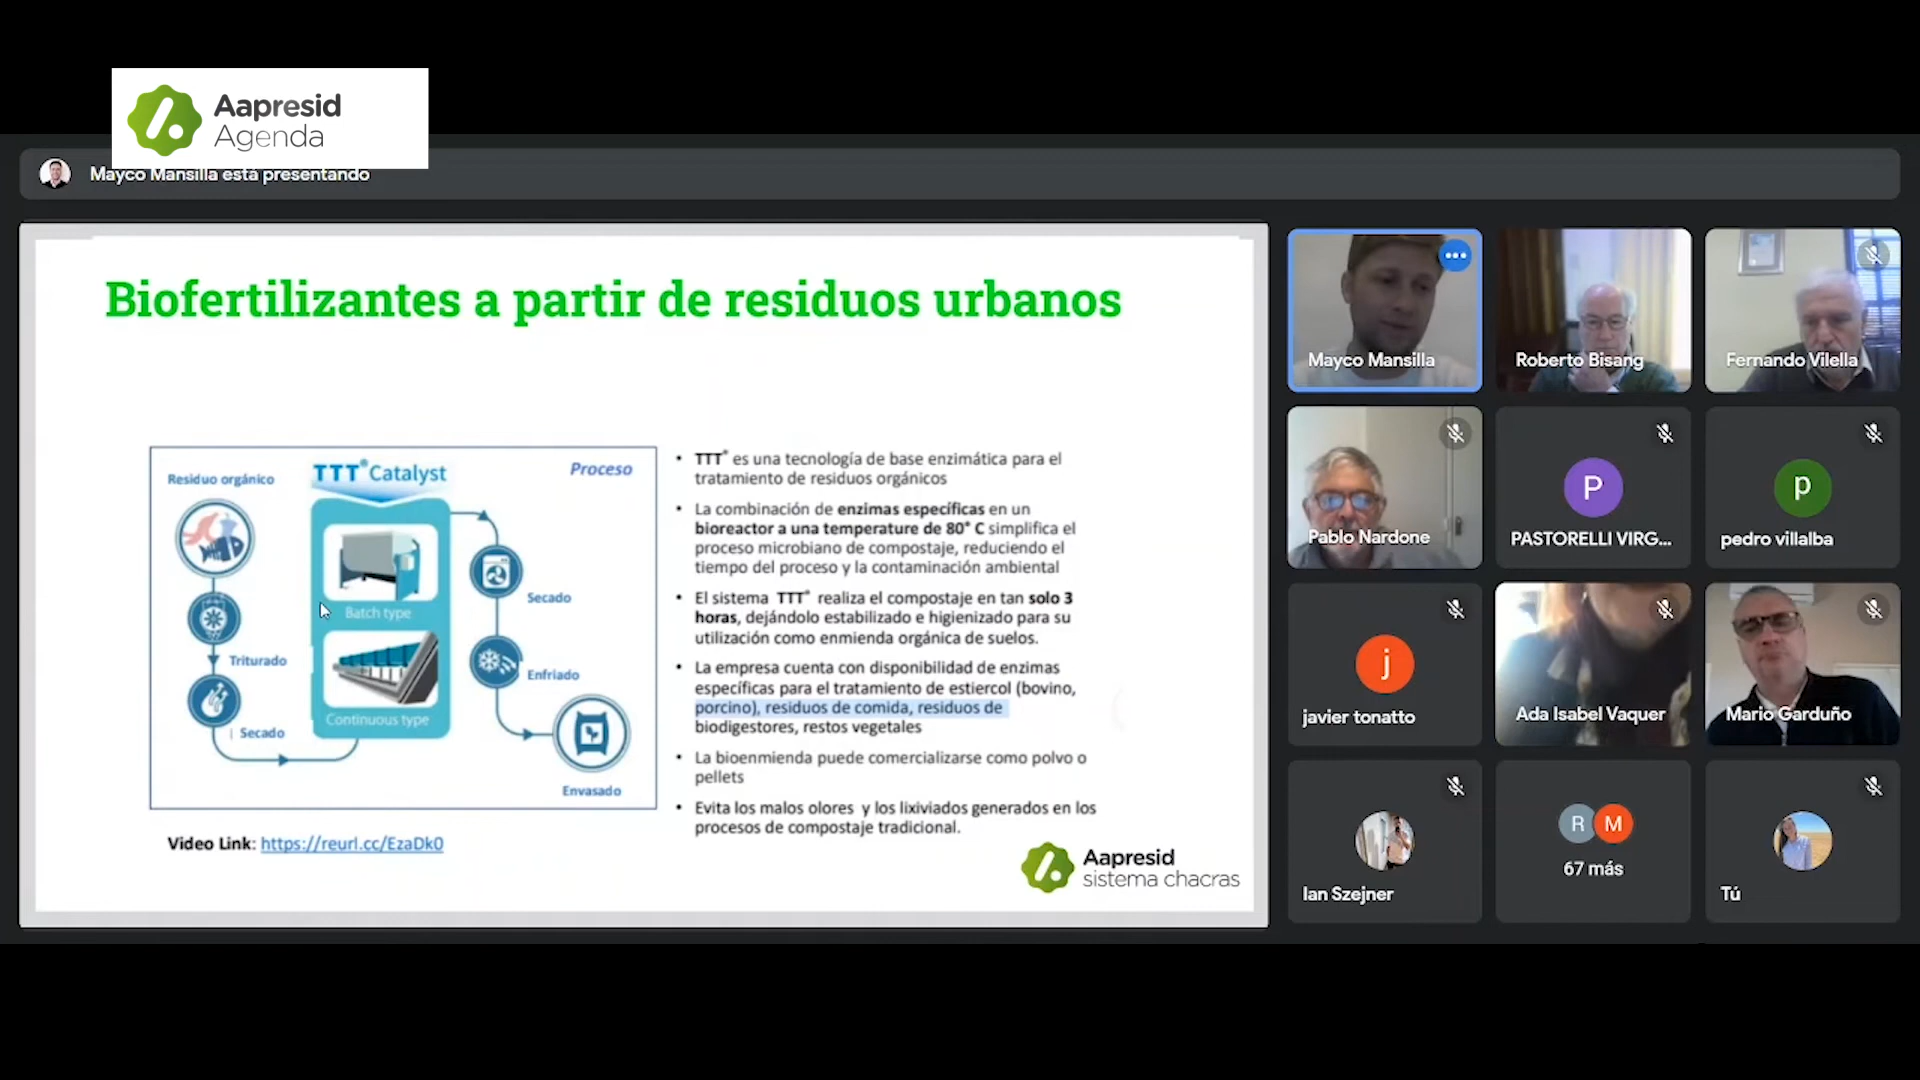 Aapresid
Agenda
Mayco Mansilla está presentando
Biofertilizantes a partir de residuos urbanos
Residuo orgánico
TTT® Catalyst
Proceso
Batch type
Continuous type
Triturado
Secado
Secado
Enfriado
Envasado
Video Link: https://reurl.cc/EzaDk0
• TTT® es una tecnología de base enzimática para el
tratamiento de residuos orgánicos
• La combinación de enzimas específicas en un
bioreactor a una temperature de 80° C simplifica el
proceso microbiano de compostaje, reduciendo el
tiempo del proceso y la contaminación ambiental
• El sistema TTT® realiza el compostaje en tan solo 3
horas, dejándolo estabilizado e higienizado para su
utilización como enmienda orgánica de suelos.
• La empresa cuenta con disponibilidad de enzimas
específicas para el tratamiento de estiercol (bovino,
porcino), residuos de comida, residuos de
biodigestores, restos vegetales
• La bioenmienda puede comercializarse como polvo o
pellets
• Evita los malos olores y los lixiviados generados en los
procesos de compostaje tradicional.
Aapresid
sistema chacras
Mayco Mansilla
Roberto Bisang
Fernando Vilella
Pablo Nardone
P
PASTORELLI VIRG...
p
pedro villalba
j
javier tonatto
Ada Isabel Vaquer
Mario Garduño
Ian Szejner
R M
67 más
Tú